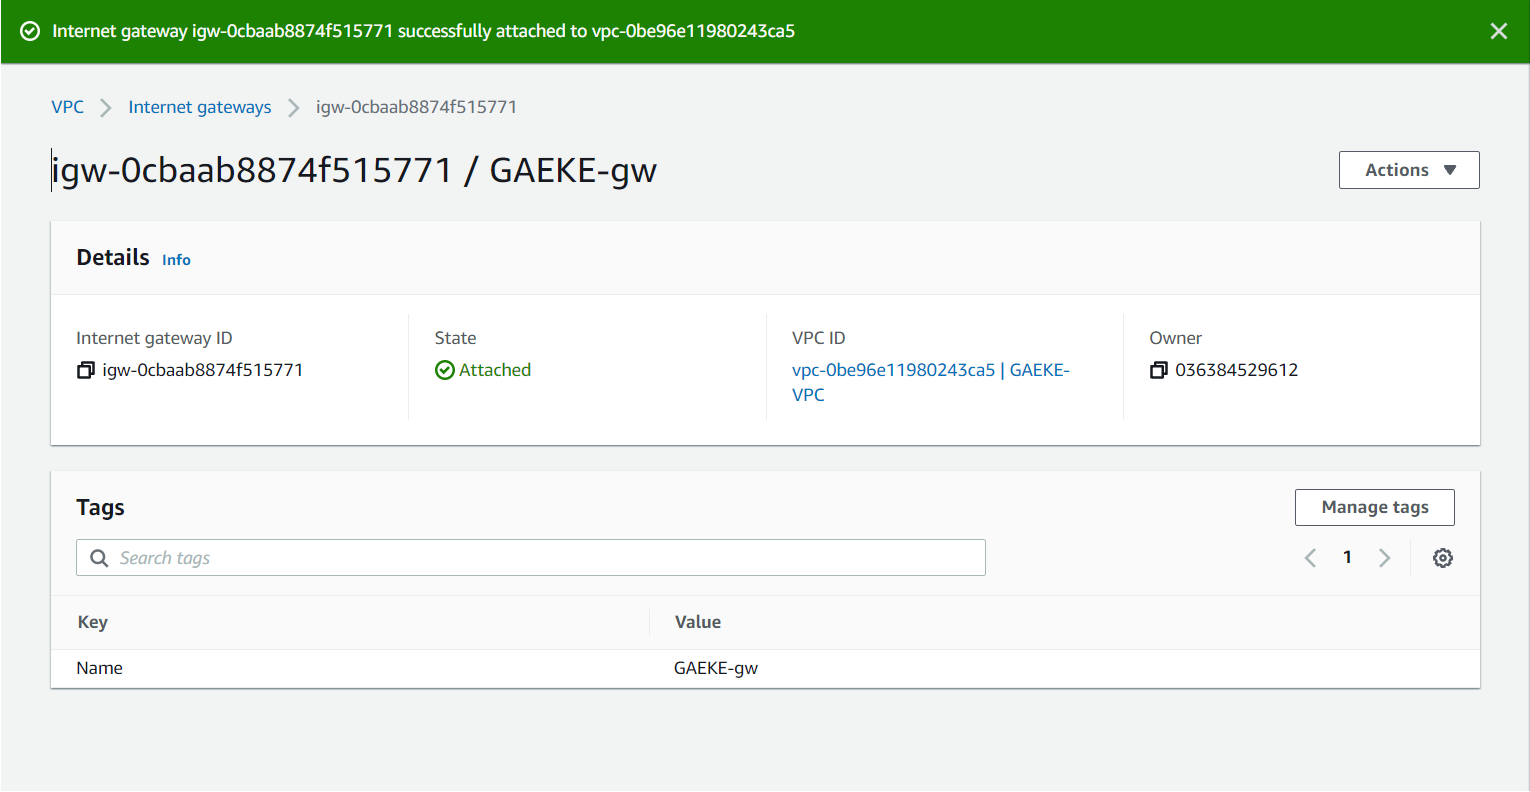 Internet gateway igw-0cbaab8874f515771 successfully attached to vpc-0be96e11980243ca5
VPC Internet gateways igw-0cbaab8874f515771
igw-0cbaab8874f515771 / GAEKE-gw
Actions
Details Info
Internet gateway ID
igw-0cbaab8874f515771
State
Attached
VPC ID
vpc-0be96e11980243ca5 | GAEKE-
VPC
Owner
036384529612
Tags
Manage tags
Search tags
1
Key Value
Name GAEKE-gw